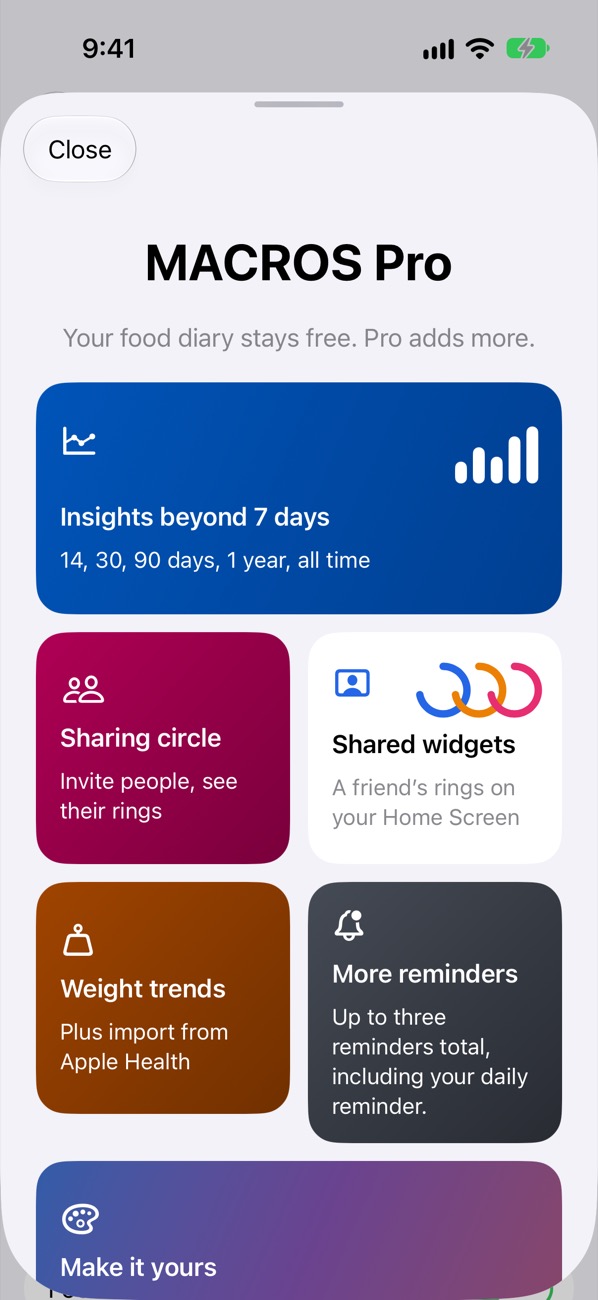 9:41
Close
MACROS Pro
Your food diary stays free. Pro adds more.
Insights beyond 7 days
14, 30, 90 days, 1 year, all time
Sharing circle
Invite people, see
their rings
Shared widgets
A friend’s rings on
your Home Screen
Weight trends
Plus import from
Apple Health
More reminders
Up to three
reminders total,
including your daily
reminder.
Make it yours